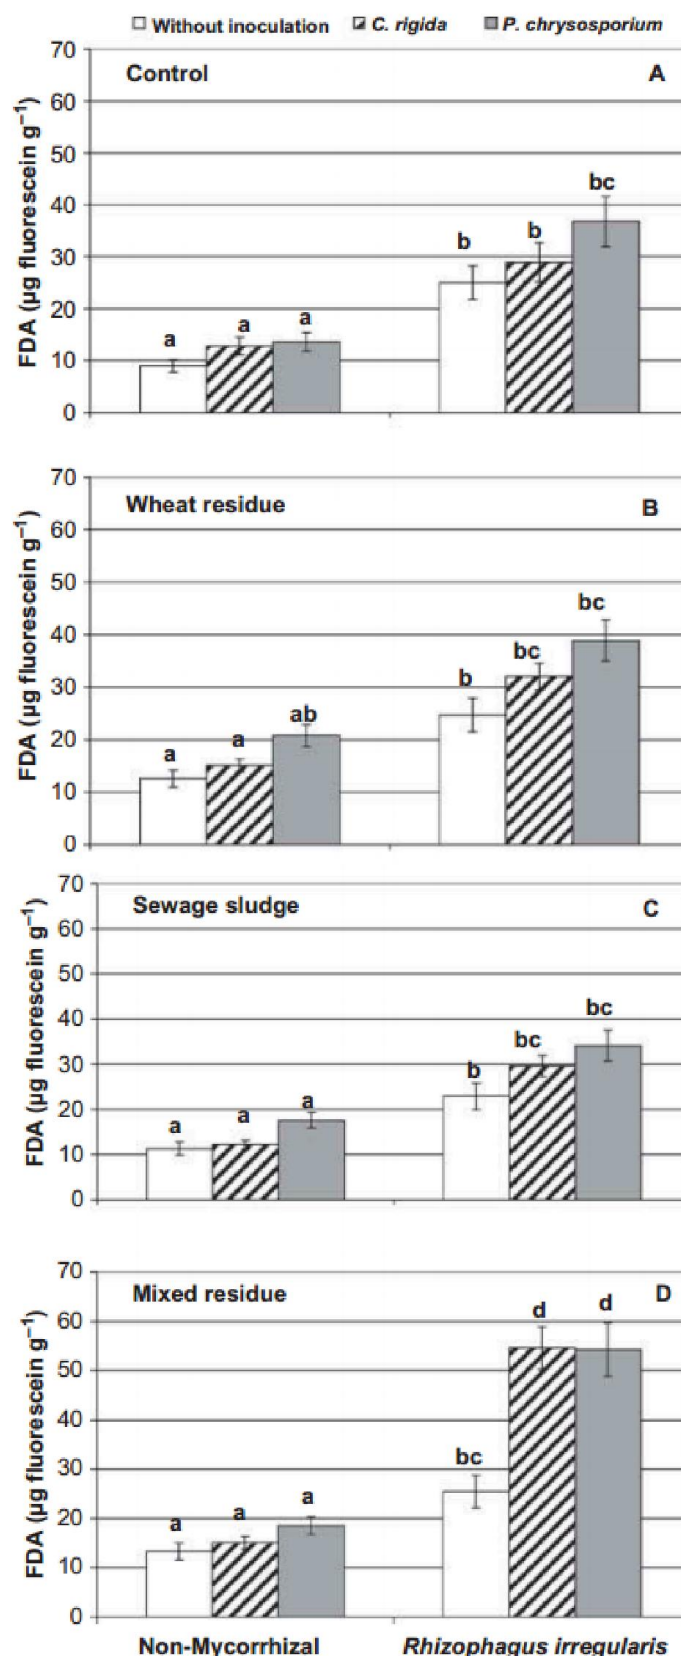 Without inoculation C. rigida P. chrysosporium
70
60
50
40
30
20
10
0
FDA (µg fluorescein g⁻¹)
Control
A
a
a
a
b
b
bc
70
60
50
40
30
20
10
0
FDA (µg fluorescein g⁻¹)
Wheat residue
B
a
a
ab
b
bc
bc
70
60
50
40
30
20
10
0
FDA (µg fluorescein g⁻¹)
Sewage sludge
C
a
a
a
b
bc
bc
70
60
50
40
30
20
10
0
FDA (µg fluorescein g⁻¹)
Mixed residue
D
a
a
a
bc
d
d
Non-Mycorrhizal Rhizophagus irregularis